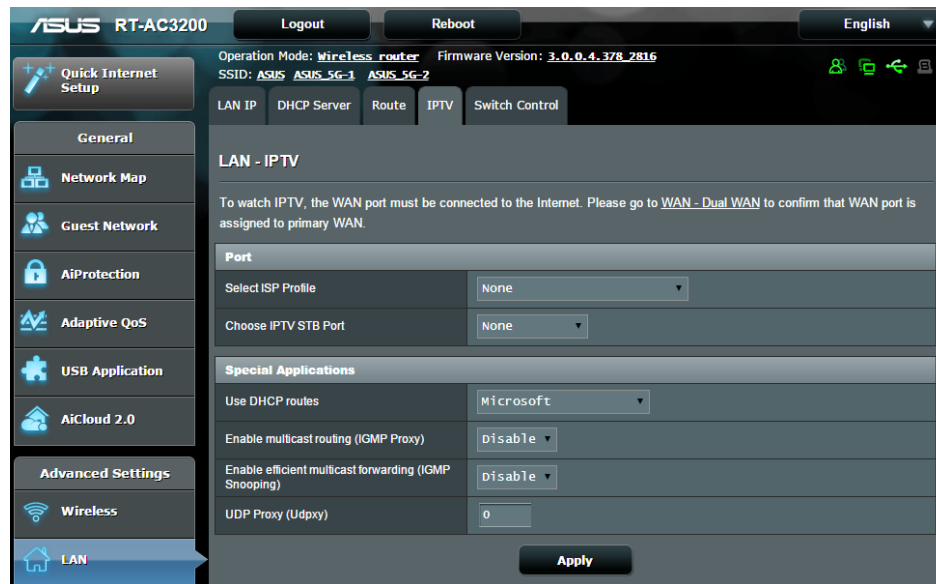 ASUS RT-AC3200
Logout
Reboot
English
Quick Internet
Setup
Operation Mode: Wireless router Firmware Version: 3.0.0.4.378_2816
SSID: ASUS ASUS_5G-1 ASUS_5G-2
LAN IP
DHCP Server
Route
IPTV
Switch Control
General
Network Map
Guest Network
AiProtection
Adaptive QoS
USB Application
AiCloud 2.0
Advanced Settings
Wireless
LAN
LAN - IPTV
To watch IPTV, the WAN port must be connected to the Internet. Please go to WAN - Dual WAN to confirm that WAN port is
assigned to primary WAN.
Port
Select ISP Profile
None
Choose IPTV STB Port
None
Special Applications
Use DHCP routes
Microsoft
Enable multicast routing (IGMP Proxy)
Disable
Enable efficient multicast forwarding (IGMP
Snooping)
Disable
UDP Proxy (Udpxy)
0
Apply